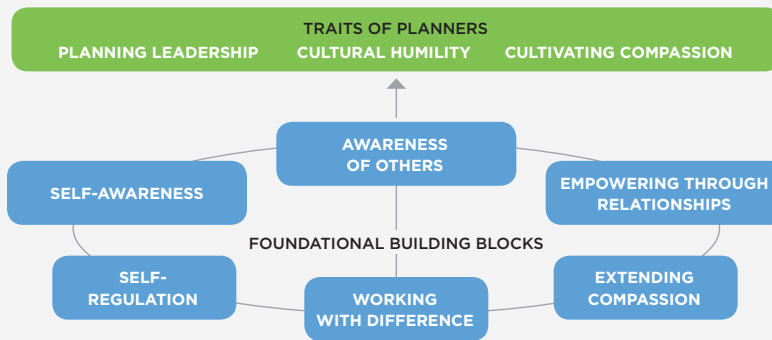 TRAITS OF PLANNERS
PLANNING LEADERSHIP CULTURAL HUMILITY CULTIVATING COMPASSION
AWARENESS
OF OTHERS
SELF-AWARENESS
EMPOWERING THROUGH
RELATIONSHIPS
FOUNDATIONAL BUILDING BLOCKS
SELF-
REGULATION
WORKING
WITH DIFFERENCE
EXTENDING
COMPASSION